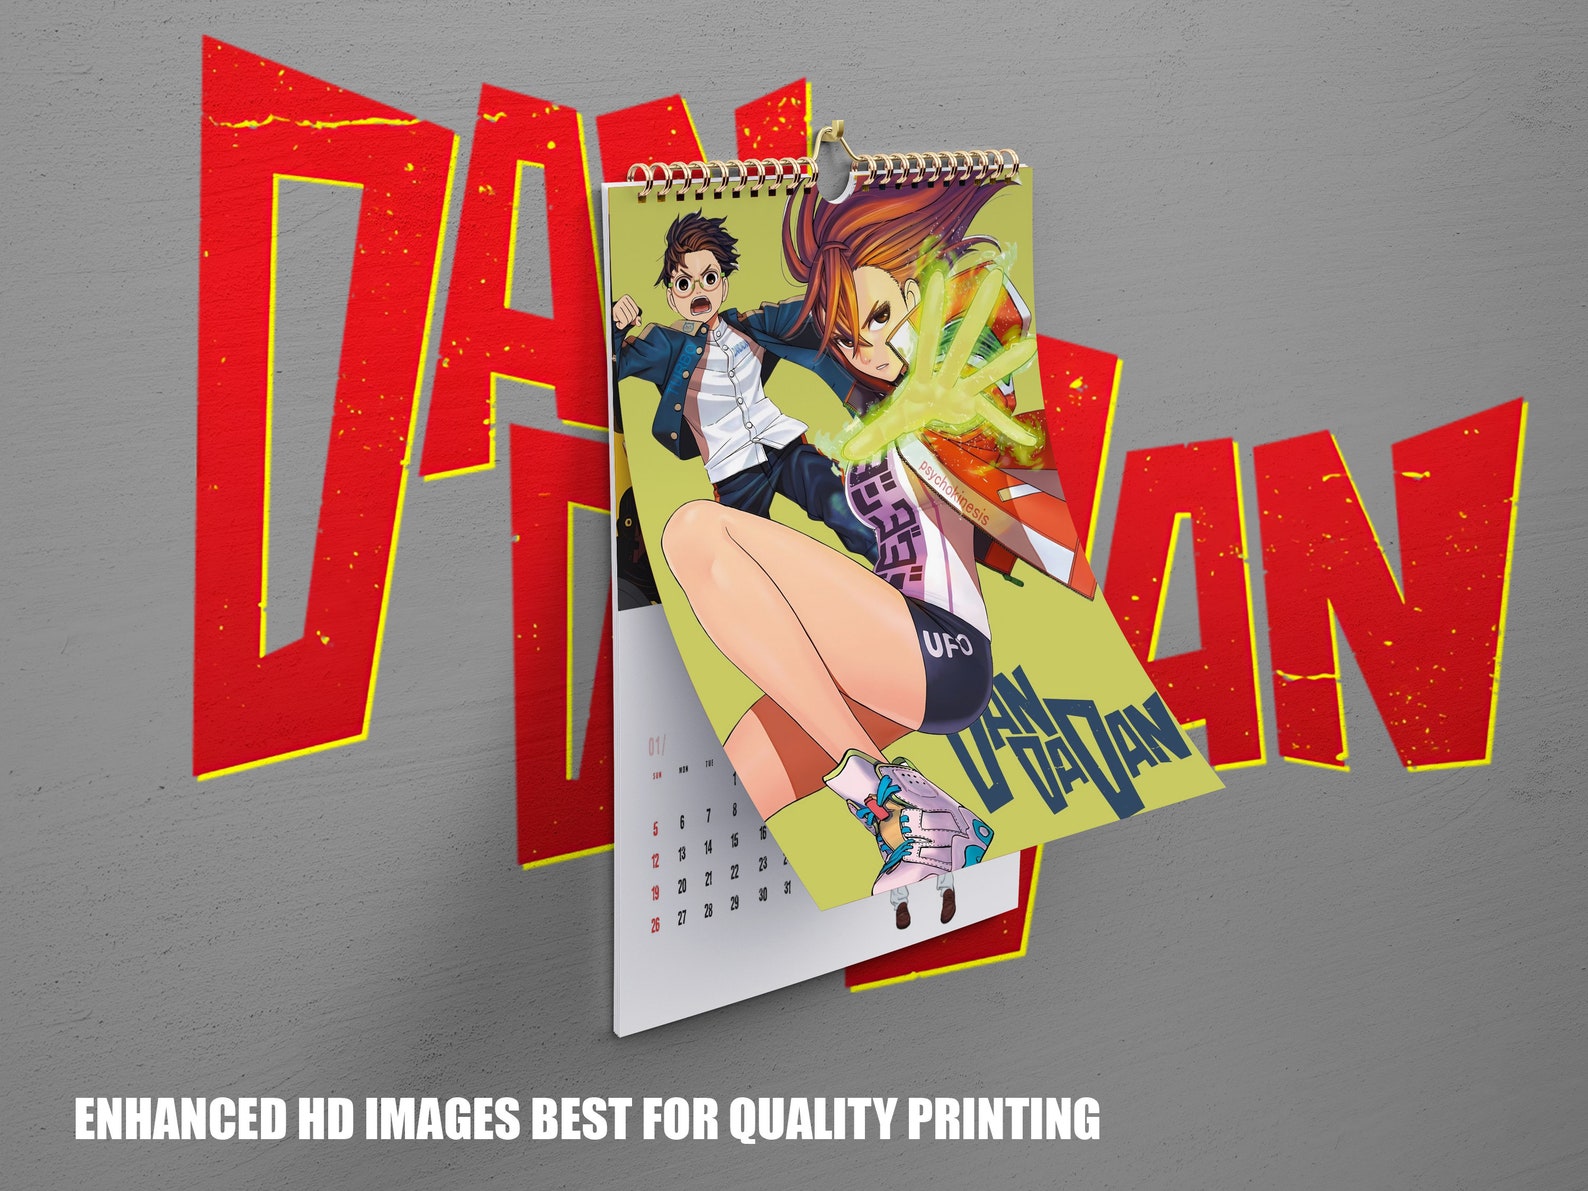 DAN
DA
DAN
psychokinesis
UFO
DAN
DA
DAN
01/
SUN MON TUE
1
5 6 7 8
12 13 14 15 16
19 20 21 22 23
26 27 28 29 30 31
ENHANCED HD IMAGES BEST FOR QUALITY PRINTING